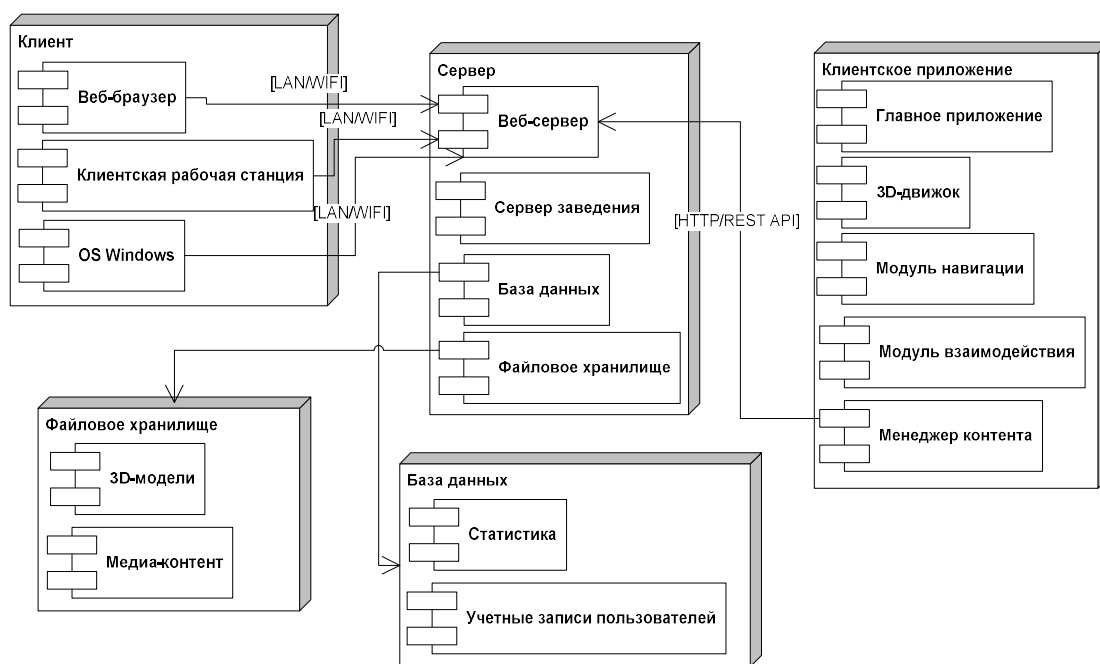 Клиент
Веб-браузер
Клиентская рабочая станция
OS Windows
[LAN/WIFI]
[LAN/WIFI]
[LAN/WIFI]
Сервер
Веб-сервер
Сервер заведения
База данных
Файловое хранилище
[HTTP/REST API]
Клиентское приложение
Главное приложение
3D-движок
Модуль навигации
Модуль взаимодействия
Менеджер контента
Файловое хранилище
3D-модели
Медиа-контент
База данных
Статистика
Учетные записи пользователей